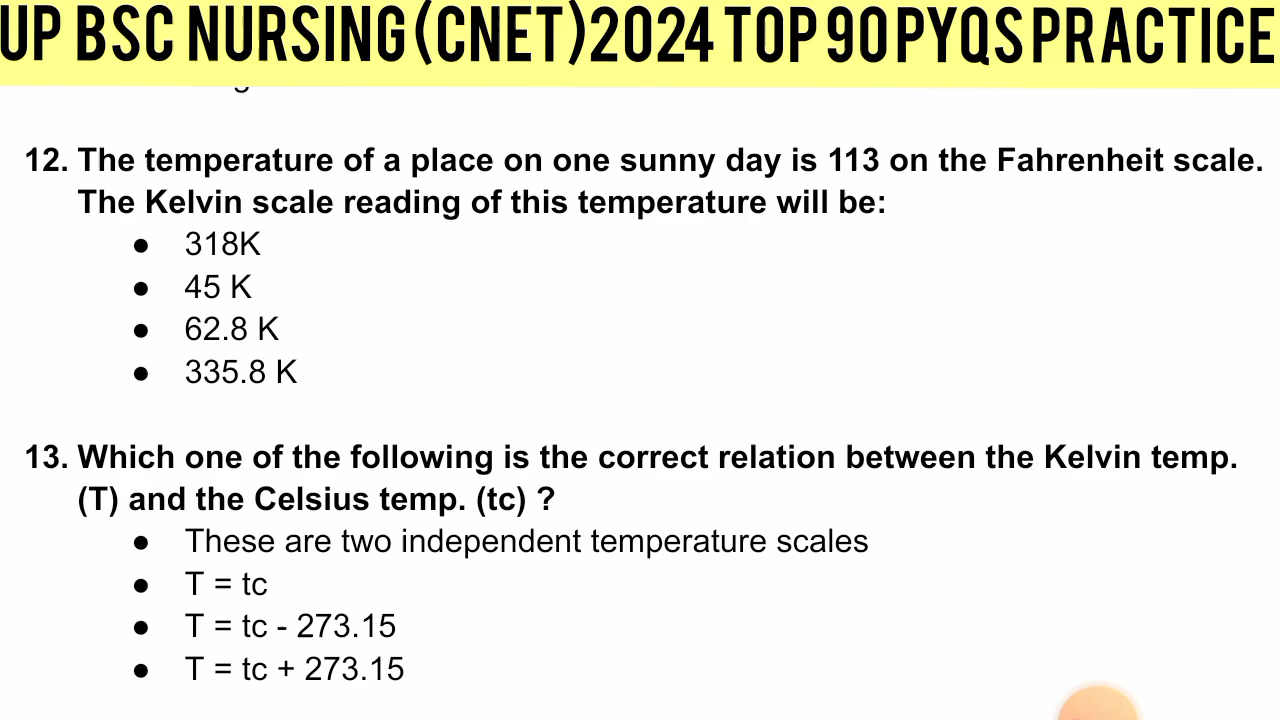 UP BSC NURSING(CNET)2024 TOP 90 PYQS PRACTICE
12. The temperature of a place on one sunny day is 113 on the Fahrenheit scale.
The Kelvin scale reading of this temperature will be:
● 318K
● 45 K
● 62.8 K
● 335.8 K
13. Which one of the following is the correct relation between the Kelvin temp.
(T) and the Celsius temp. (tc) ?
● These are two independent temperature scales
● T = tc
● T = tc - 273.15
● T = tc + 273.15